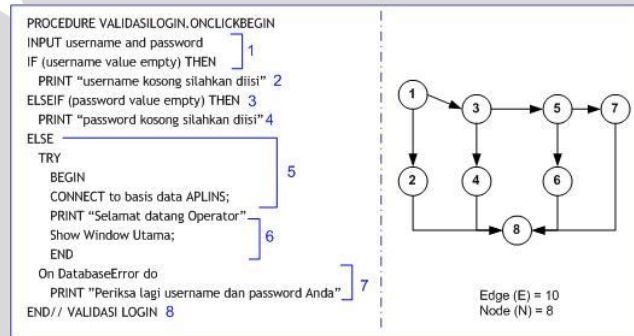 PROCEDURE VALIDASILOGIN.ONCLICKBEGIN
INPUT username and password
1
IF (username value empty) THEN
PRINT “username kosong silahkan diisi” 2
ELSEIF (password value empty) THEN 3
PRINT “password kosong silahkan diisi” 4
ELSE
TRY
BEGIN
5
CONNECT to basis data APLINS;
PRINT “Selamat datang Operator”
Show Window Utama;
6
END
On DatabaseError do
7
PRINT “Periksa lagi username dan password Anda”
END// VALIDASI LOGIN 8
1 3 5 7
2 4 6
8
Edge (E) = 10
Node (N) = 8